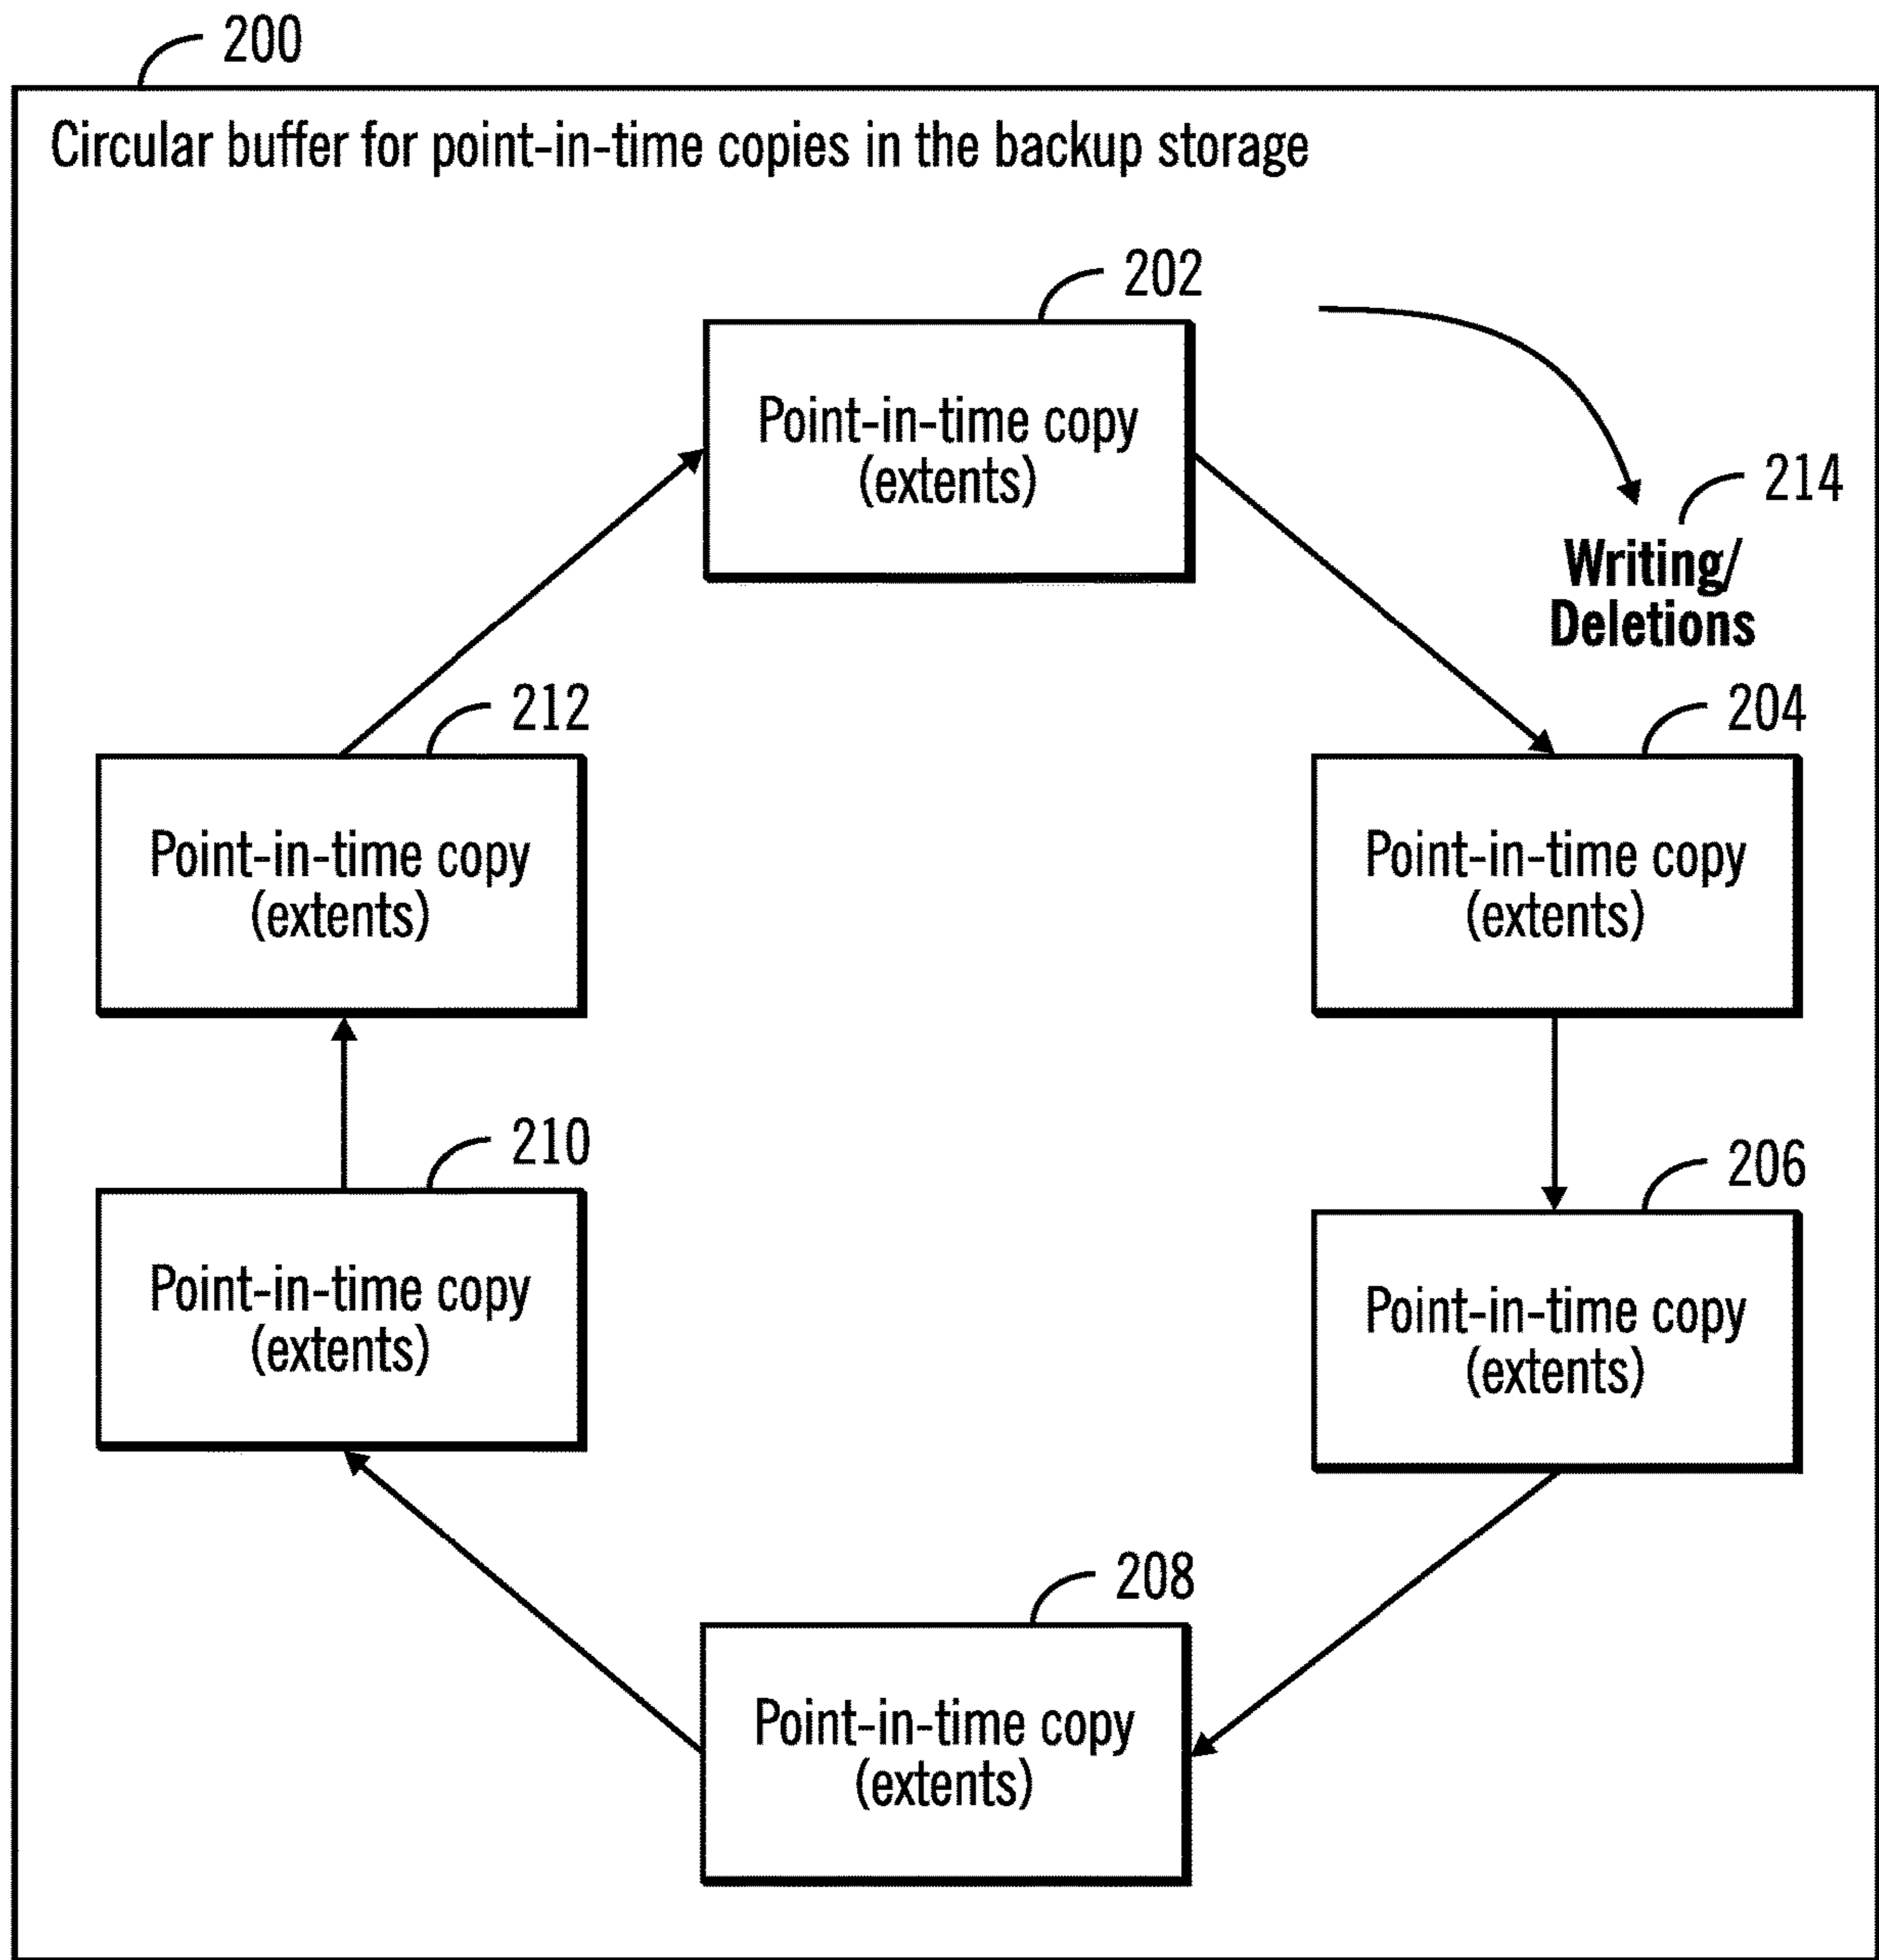 200
Circular buffer for point-in-time copies in the backup storage
202
Point-in-time copy
(extents)
214
Writing/
Deletions
212
Point-in-time copy
(extents)
204
Point-in-time copy
(extents)
210
Point-in-time copy
(extents)
206
Point-in-time copy
(extents)
208
Point-in-time copy
(extents)